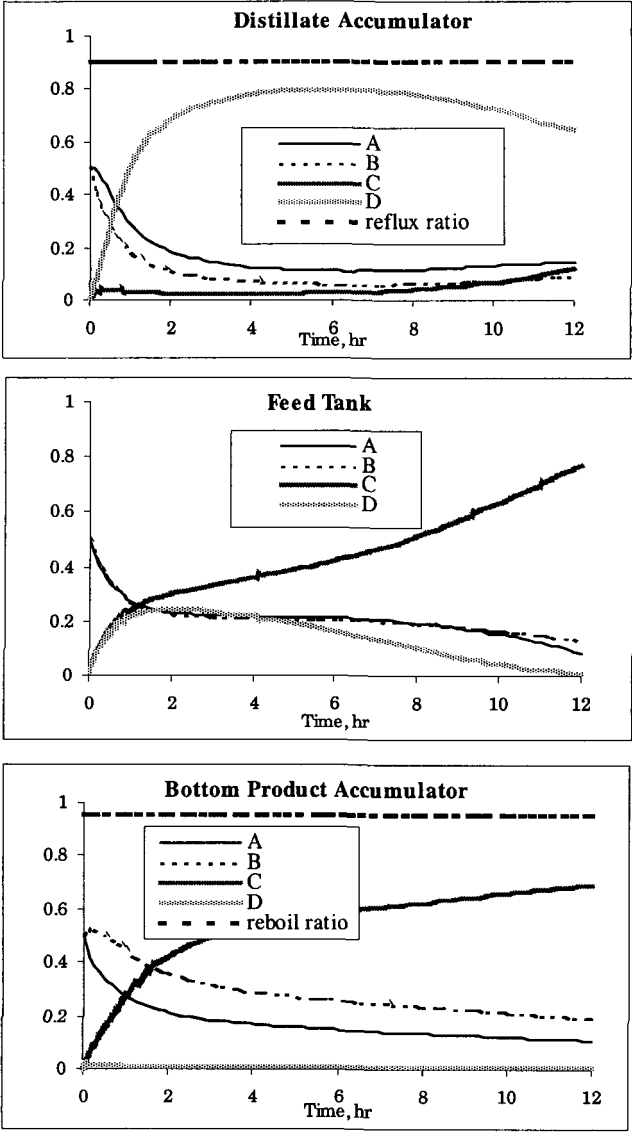 Distillate Accumulator
1
0.8
0.6
0.4
0.2
0
A
B
C
D
reflux ratio
0 2 4 6 8 10 12
Time, hr
Feed Tank
1
0.8
0.6
0.4
0.2
0
A
B
C
D
0 2 4 6 8 10 12
Time, hr
Bottom Product Accumulator
1
0.8
0.6
0.4
0.2
0
A
B
C
D
reboil ratio
0 2 4 6 8 10 12
Time, hr